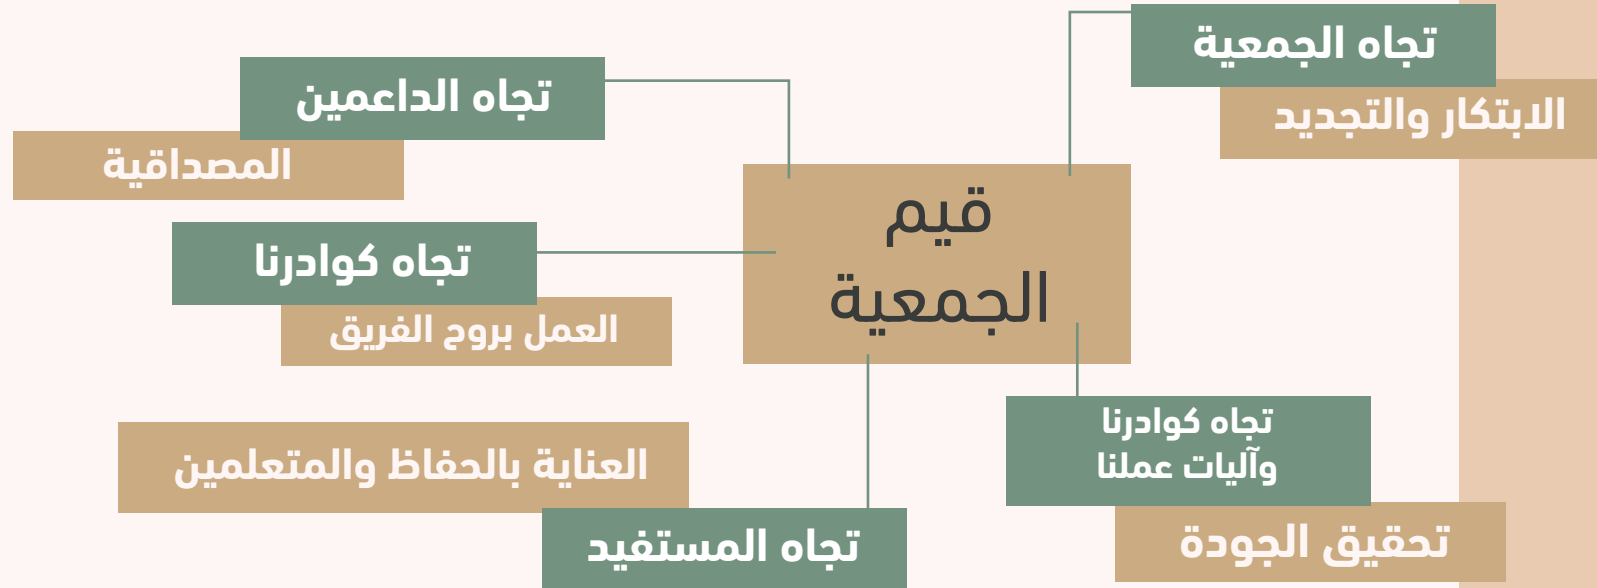 تجاه الجمعية
الابتكار والتجديد
تجاه الداعمين
المصداقية
قيم
الجمعية
تجاه كوادرنا
العمل بروح الفريق
تجاه كوادرنا
وآليات عملنا
تحقيق الجودة
العناية بالحفاظ والمتعلمين
تجاه المستفيد